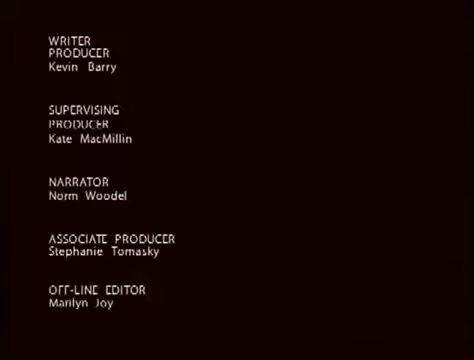 WRITER
PRODUCER
Kevin Barry
SUPERVISING
PRODUCER
Kate MacMillin
NARRATOR
Norm Woodel
ASSOCIATE PRODUCER
Stephanie Tomasky
OFF-LINE EDITOR
Marilyn Joy